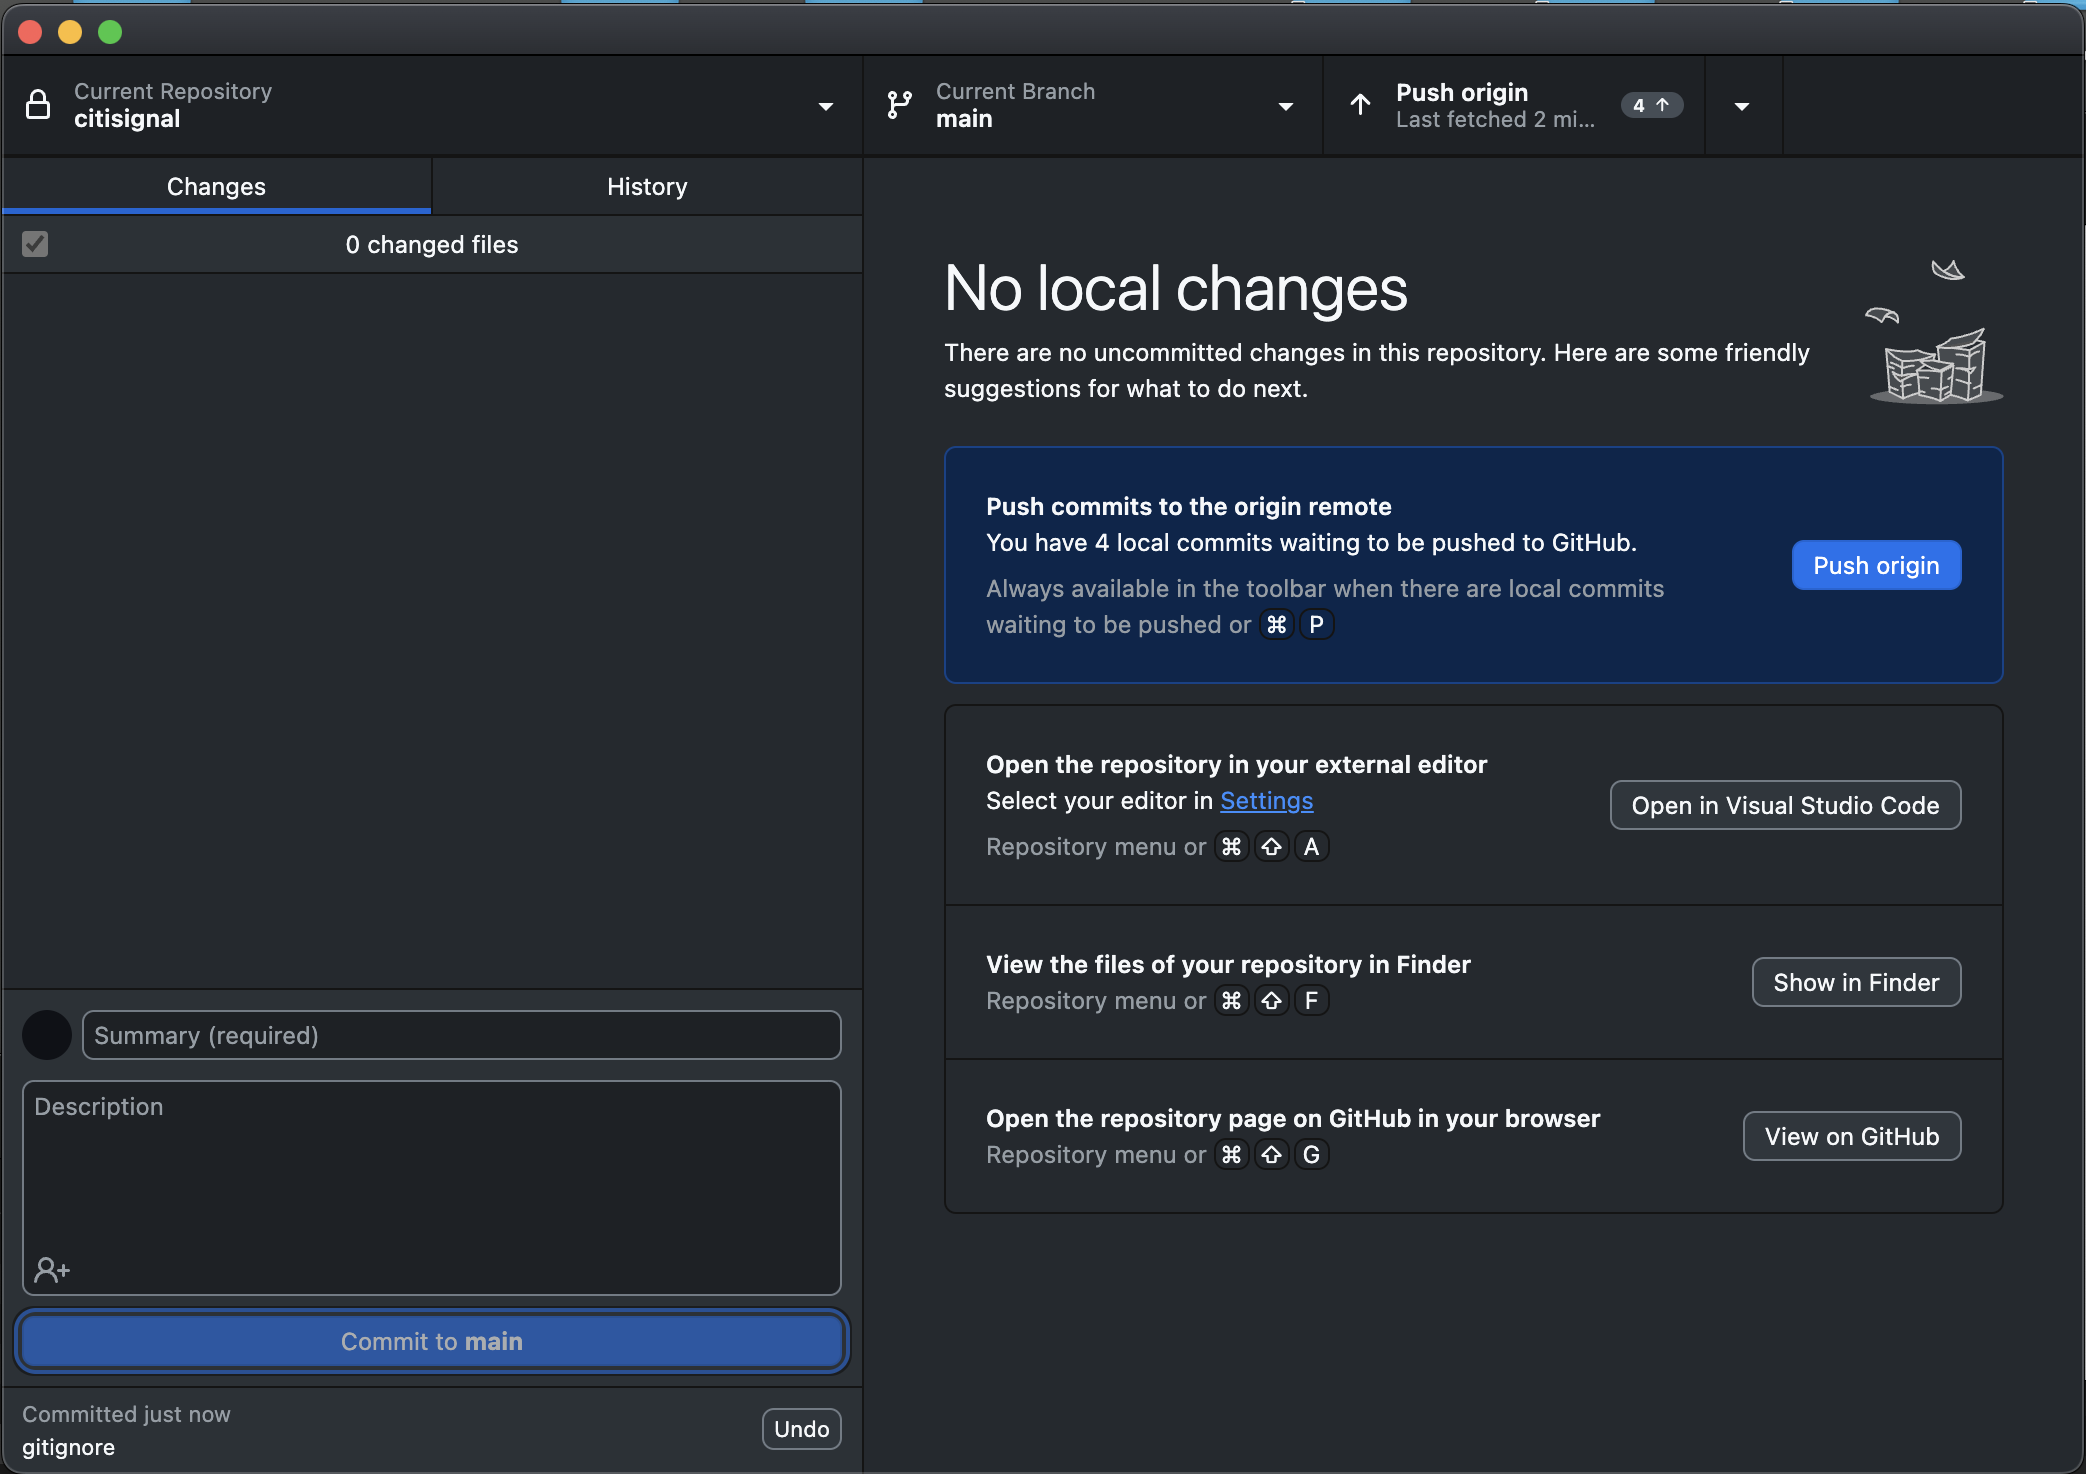 Current Repository
citisignal
Current Branch
main
Push origin
Last fetched 2 mi...
4 ↑
Changes
History
0 changed files
No local changes
There are no uncommitted changes in this repository. Here are some friendly
suggestions for what to do next.
Push commits to the origin remote
You have 4 local commits waiting to be pushed to GitHub.
Always available in the toolbar when there are local commits
waiting to be pushed or ⌘ P
Push origin
Open the repository in your external editor
Select your editor in Settings
Repository menu or ⌘ ⇧ A
Open in Visual Studio Code
View the files of your repository in Finder
Repository menu or ⌘ ⇧ F
Show in Finder
Open the repository page on GitHub in your browser
Repository menu or ⌘ ⇧ G
View on GitHub
Summary (required)
Description
Commit to main
Committed just now
gitignore
Undo